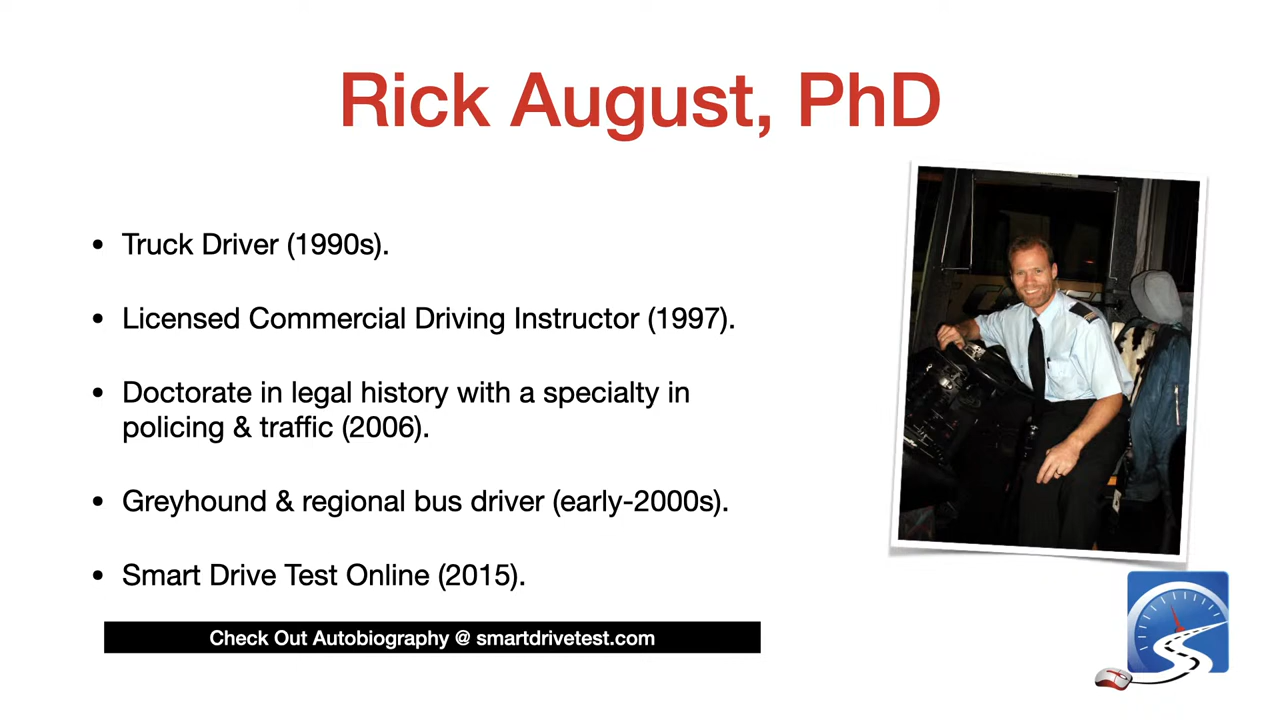 Rick August, PhD
• Truck Driver (1990s).
• Licensed Commercial Driving Instructor (1997).
• Doctorate in legal history with a specialty in
policing & traffic (2006).
• Greyhound & regional bus driver (early-2000s).
• Smart Drive Test Online (2015).
Check Out Autobiography @ smartdrivetest.com